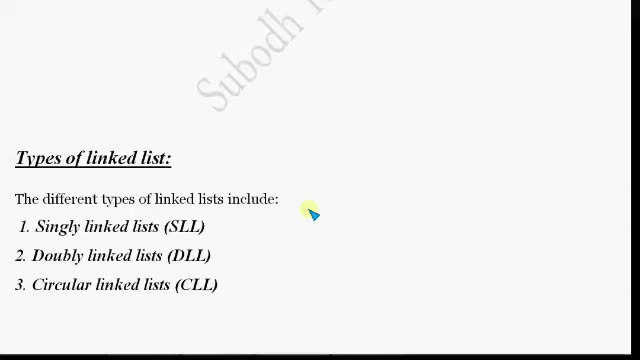 Subodh
Types of linked list:
The different types of linked lists include:
1. Singly linked lists (SLL)
2. Doubly linked lists (DLL)
3. Circular linked lists (CLL)